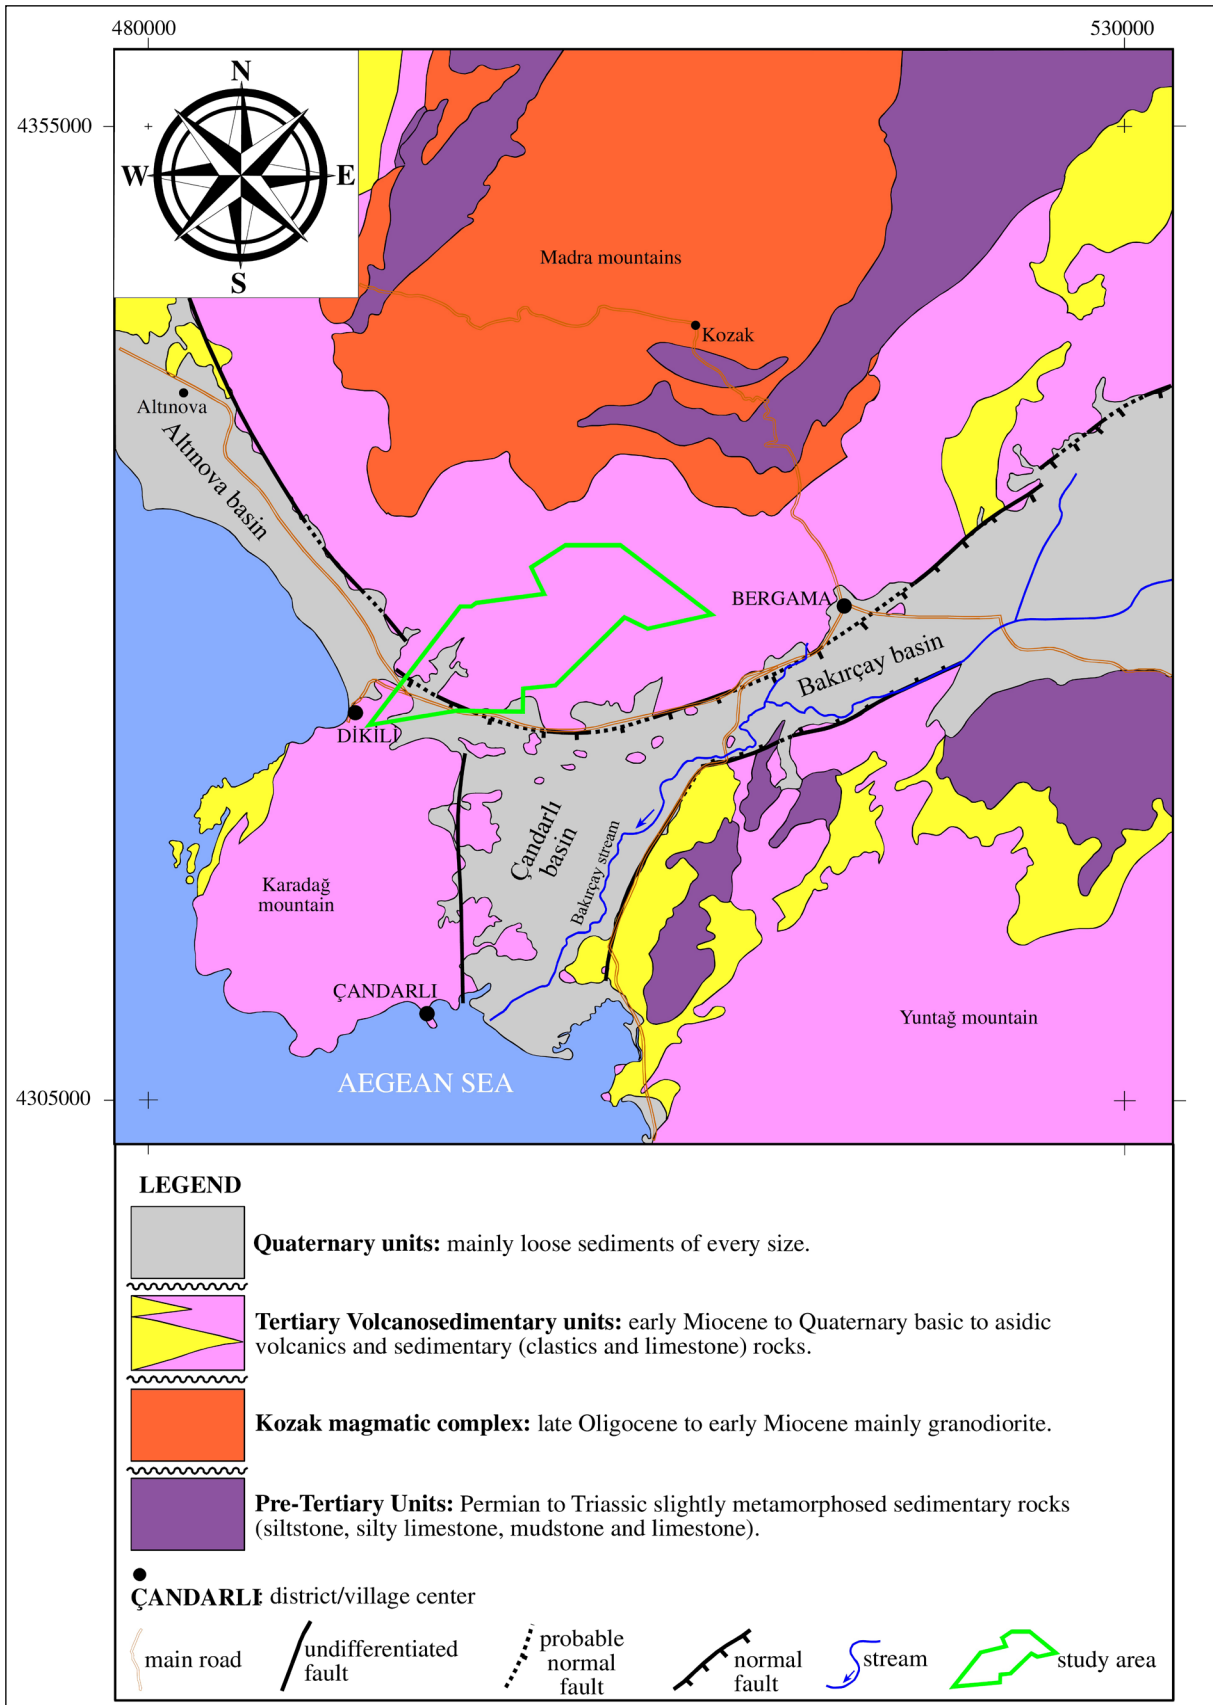 480000
530000
4355000
N
W
E
S
Madra mountains
Kozak
Altınova
Altınova basin
BERGAMA
Bakırçay basin
DİKİLİ
Çandarlı
basin
Bakırçay stream
Karadağ
mountain
ÇANDARLI
Yuntağ mountain
AEGEAN SEA
4305000
LEGEND
Quaternary units: mainly loose sediments of every size.
Tertiary Volcanosedimentary units: early Miocene to Quaternary basic to asidic
volcanics and sedimentary (clastics and limestone) rocks.
Kozak magmatic complex: late Oligocene to early Miocene mainly granodiorite.
Pre-Tertiary Units: Permian to Triassic slightly metamorphosed sedimentary rocks
(siltstone, silty limestone, mudstone and limestone).
ÇANDARLI: district/village center
main road
undifferentiated
fault
probable
normal
fault
normal
fault
stream
study area